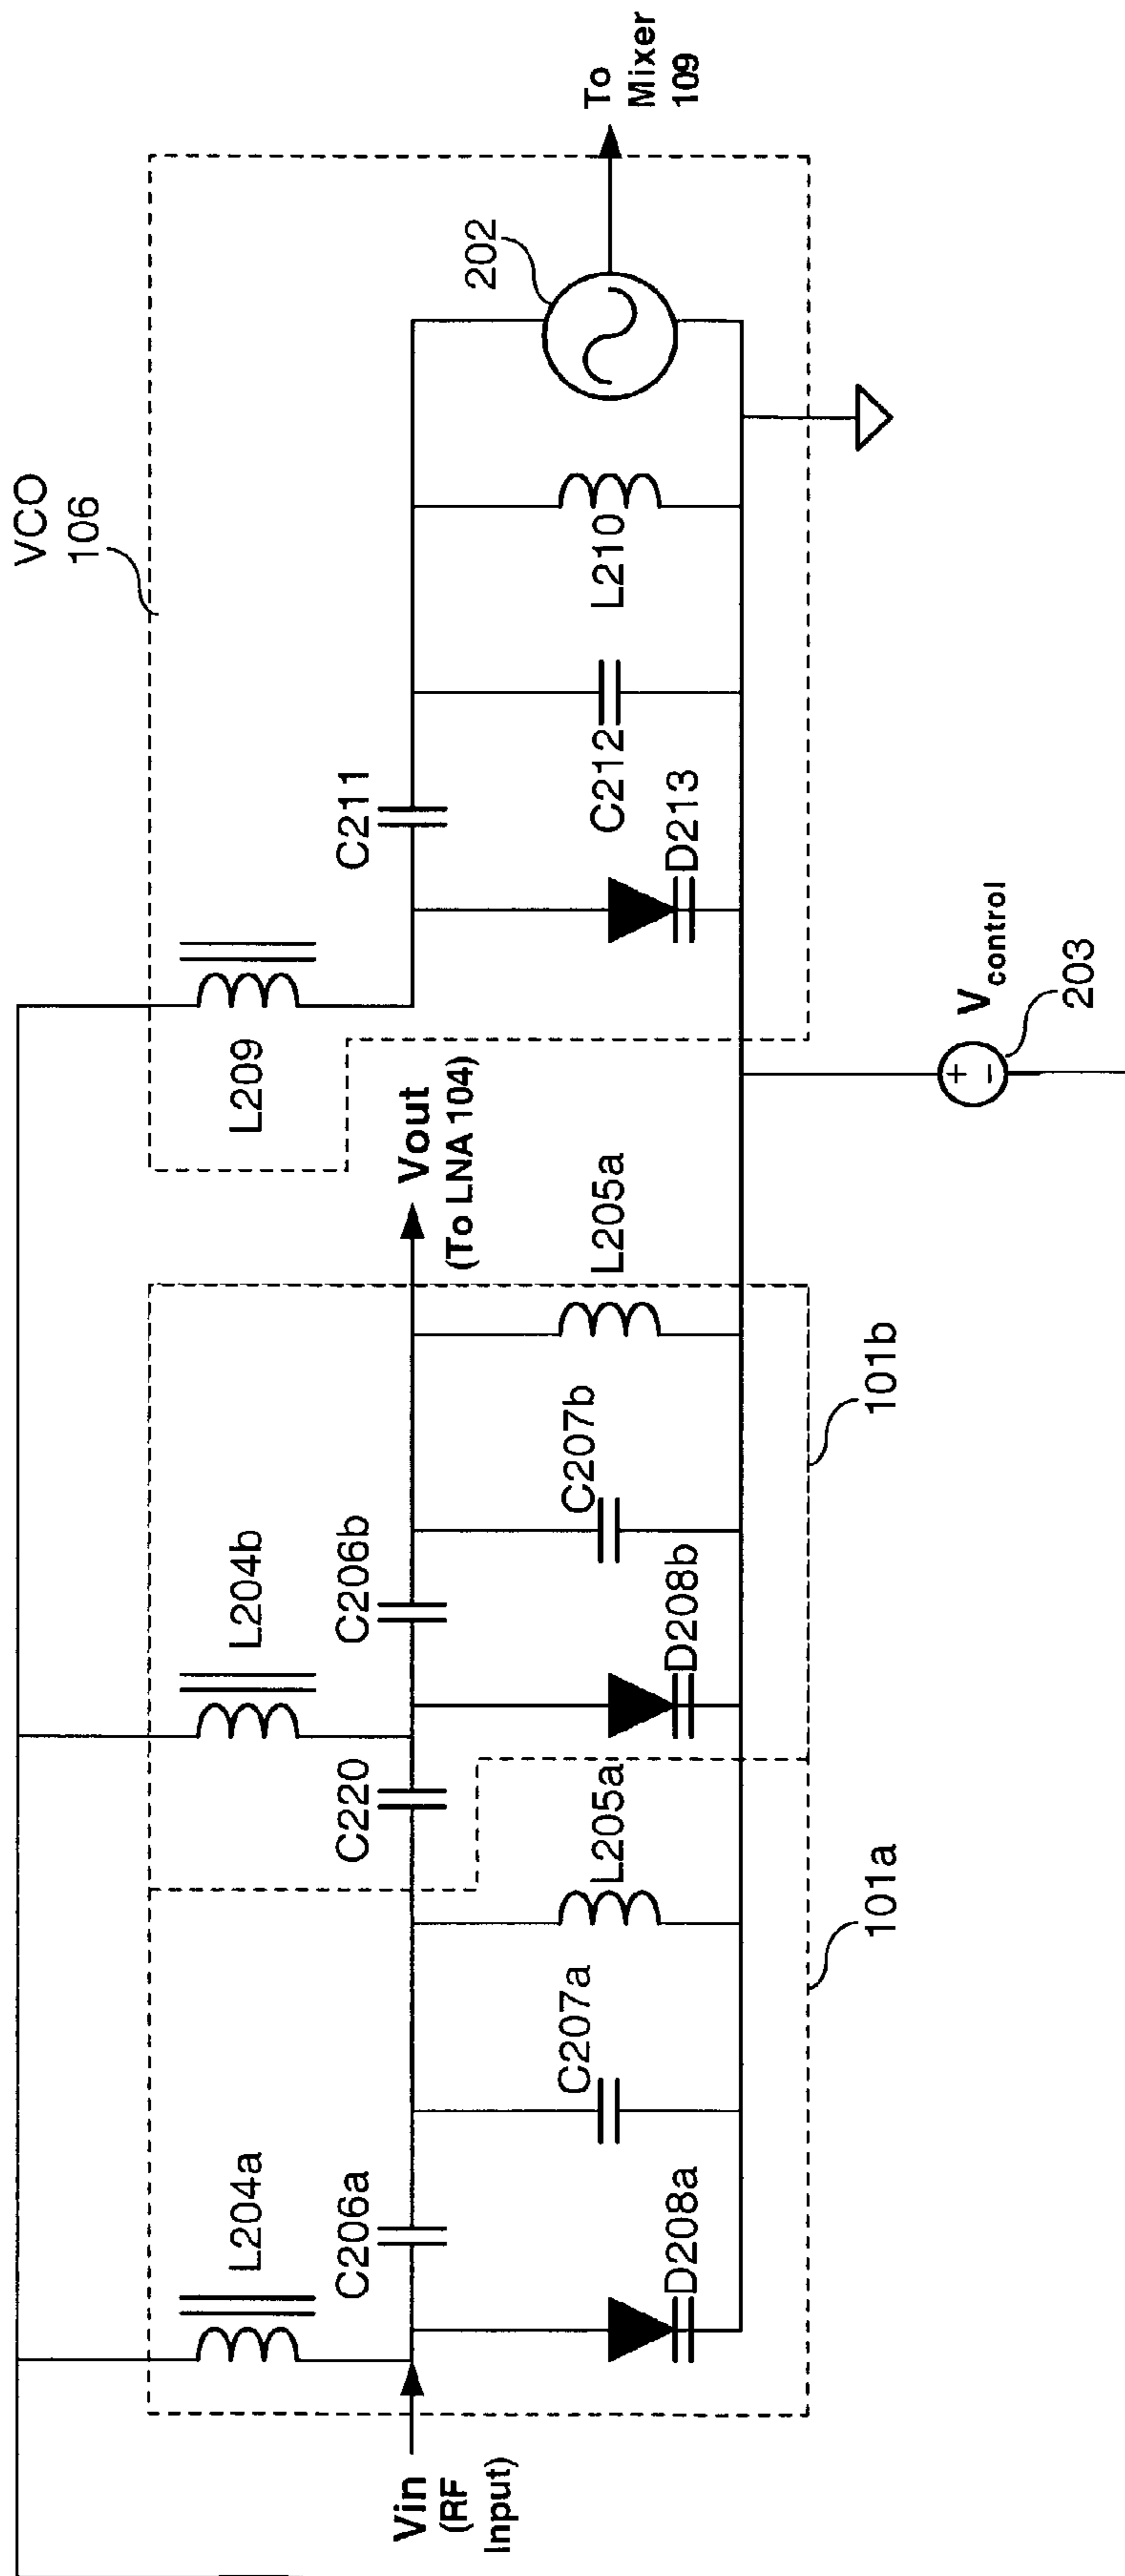 VCO
106
L209
C211
202
To
Mixer
109
D213
C212
L210
L204a
C206a
L204b
C220
C206b
Vout
(To LNA 104)
Vin
(RF
Input)
D208a
C207a
L205a
D208b
C207b
L205a
101a
101b
+
-
Vcontrol
203